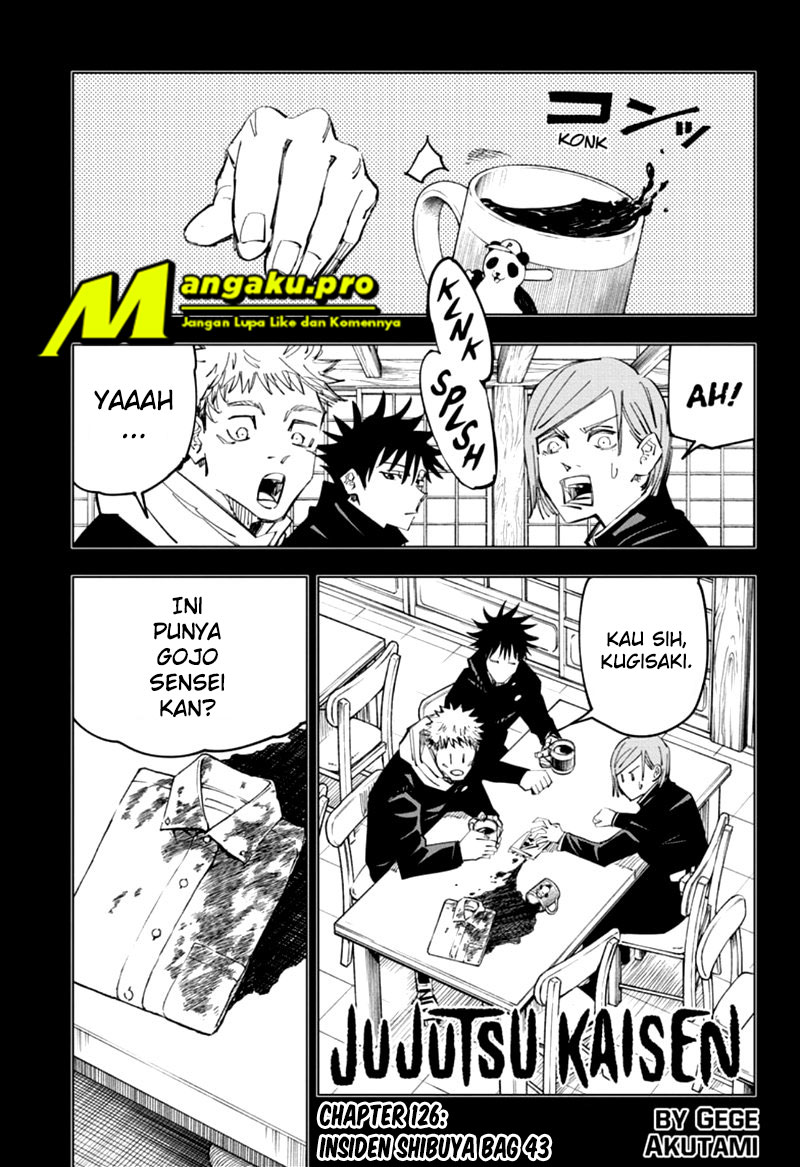 コンッ
KONK
Mangaku.pro
Jangan Lupa Like dan Komennya
KLNK
SPLSH
YAAAH
...
AH!
INI
PUNYA
GOJO
SENSEI
KAN?
KAU SIH,
KUGISAKI.
JUJUTSU KAISEN
CHAPTER 126:
INSIDEN SHIBUYA BAG 43
BY GEGE
AKUTAMI